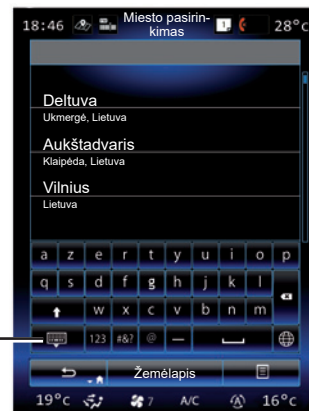 18:46 Miesto pasirin-
kimas 1 28°c
Deltuva
Ukmergė, Lietuva
Aukštadvaris
Klaipėda, Lietuva
Vilnius
Lietuva
a z e r t y u i o p
q s d f g h j k l
w x c v b n m
123 #&? @ —
Žemėlapis
19°c 7 A/C 16°c